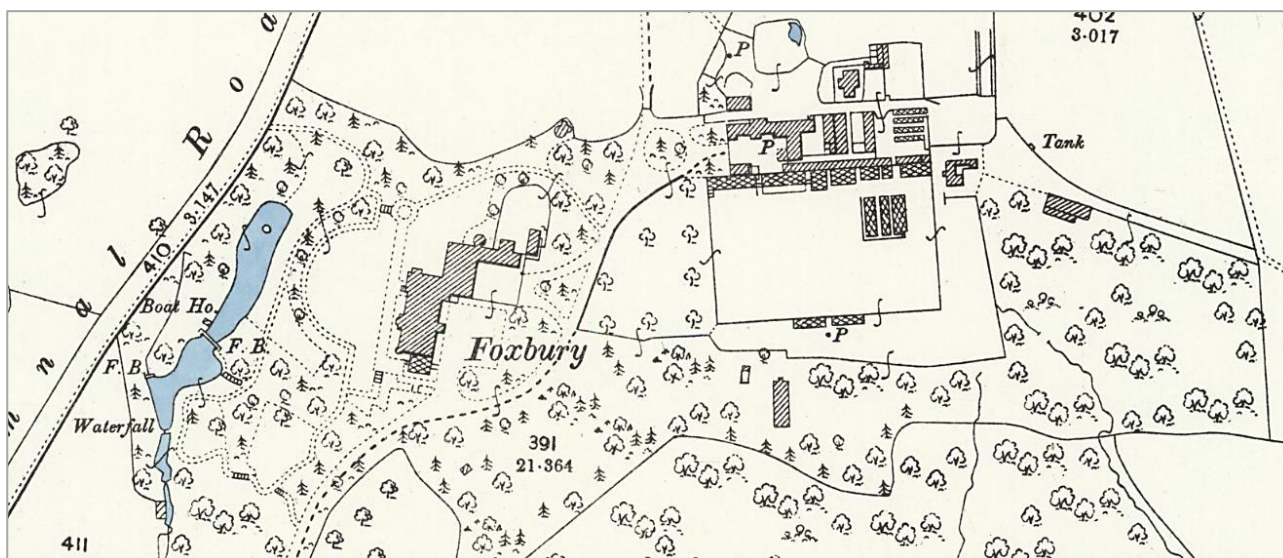 402
3·017
P
Tank
P
R o a
l
a
n
m
410 3·147
Boat Ho.
F. B.
F. B.
Foxbury
P
Waterfall
391
21·364
411